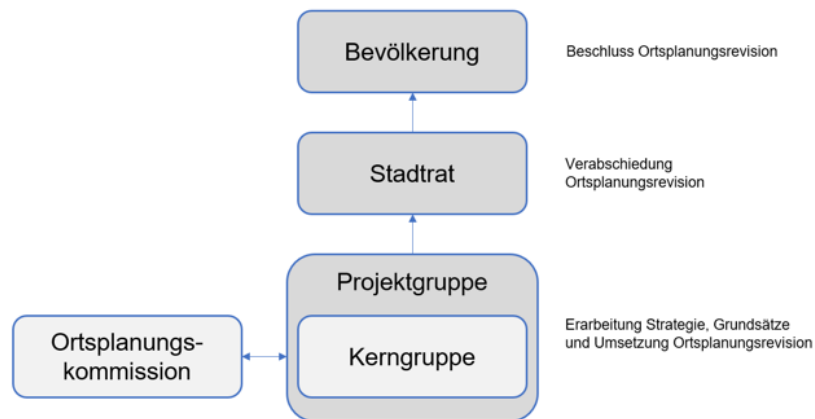 Bevölkerung
Beschluss Ortsplanungsrevision
Stadtrat
Verabschiedung
Ortsplanungsrevision
Projektgruppe
Ortsplanungs-
kommission
Kerngruppe
Erarbeitung Strategie, Grundsätze
und Umsetzung Ortsplanungsrevision